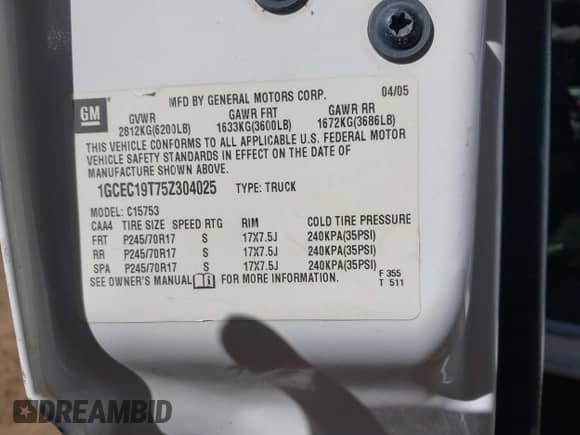 GM
MFD BY GENERAL MOTORS CORP. 04/05
GVWR GAWR FRT GAWR RR
2812KG(6200LB) 1633KG(3600LB) 1672KG(3686LB)
THIS VEHICLE CONFORMS TO ALL APPLICABLE U.S. FEDERAL MOTOR
VEHICLE SAFETY STANDARDS IN EFFECT ON THE DATE OF
MANUFACTURE SHOWN ABOVE.
1GCEC19T75Z304025 TYPE: TRUCK
MODEL: C15753
CAA4 TIRE SIZE SPEED RTG RIM COLD TIRE PRESSURE
FRT P245/70R17 S 17X7.5J 240KPA(35PSI)
RR P245/70R17 S 17X7.5J 240KPA(35PSI)
SPA P245/70R17 S 17X7.5J 240KPA(35PSI)
SEE OWNER'S MANUAL FOR MORE INFORMATION.
F 355
T 511
DREAMBID